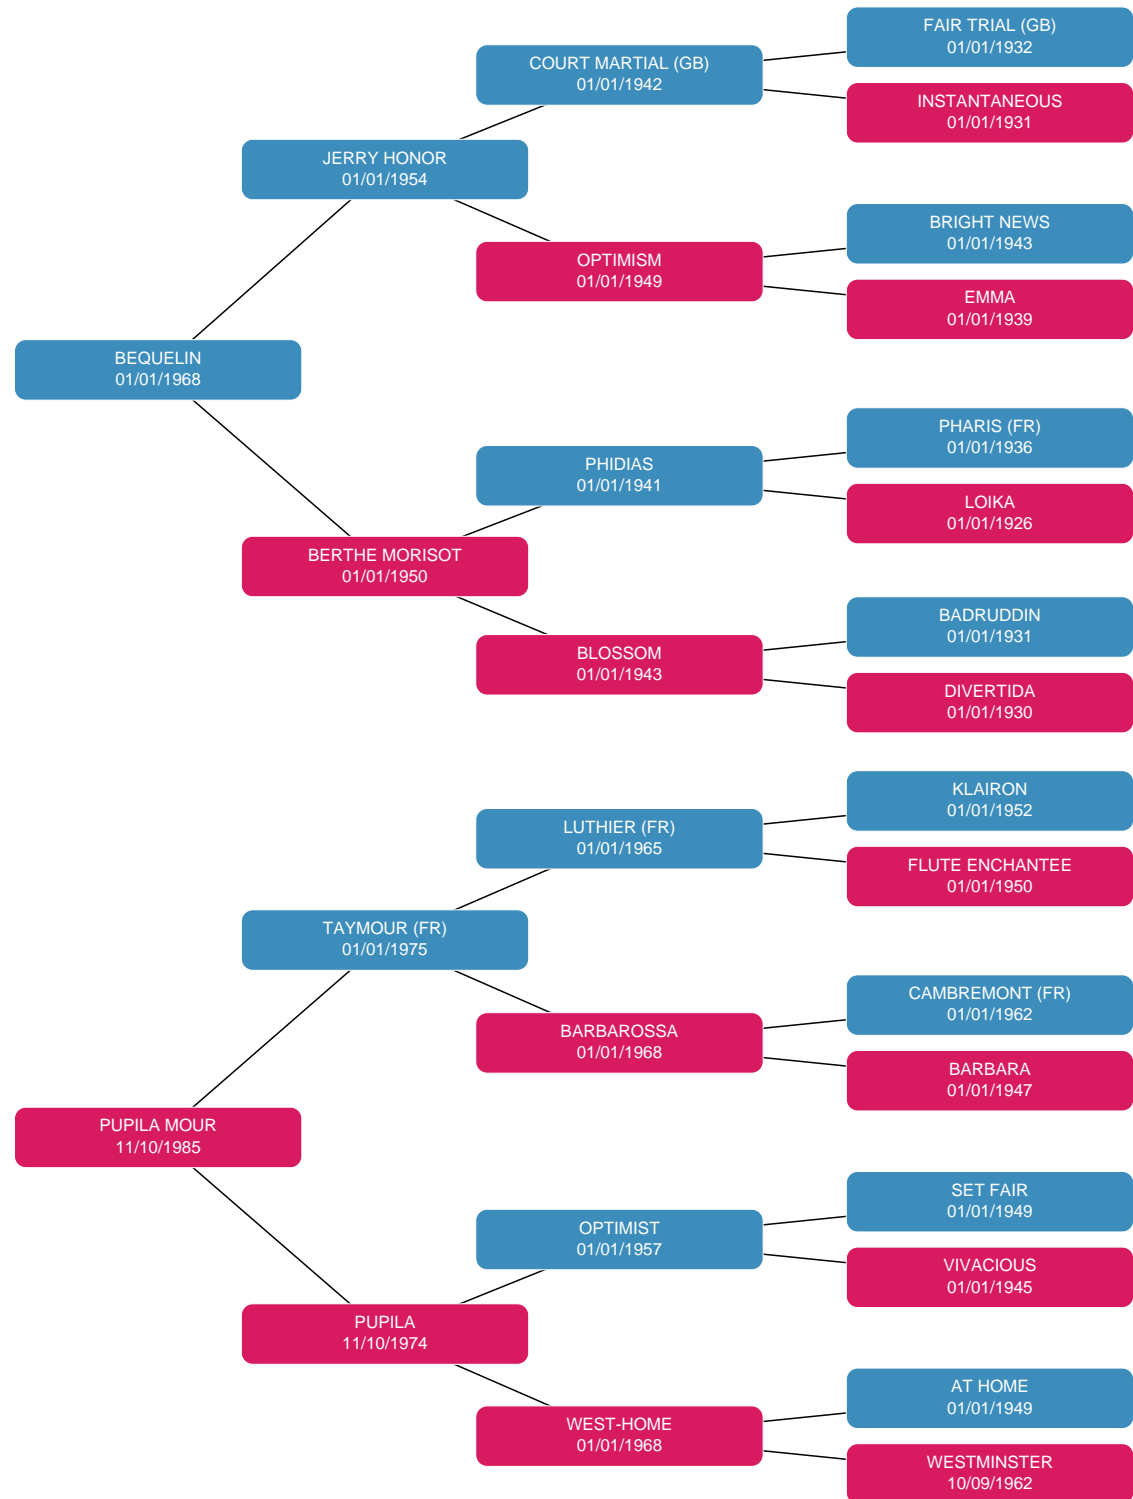 FAIR TRIAL (GB)
01/01/1932
COURT MARTIAL (GB)
01/01/1942
INSTANTANEOUS
01/01/1931
JERRY HONOR
01/01/1954
BRIGHT NEWS
01/01/1943
OPTIMISM
01/01/1949
EMMA
01/01/1939
BEQUELIN
01/01/1968
PHARIS (FR)
01/01/1936
PHIDIAS
01/01/1941
LOIKA
01/01/1926
BERTHE MORISOT
01/01/1950
BADRUDDIN
01/01/1931
BLOSSOM
01/01/1943
DIVERTIDA
01/01/1930
KLAIRON
01/01/1952
LUTHIER (FR)
01/01/1965
FLUTE ENCHANTEE
01/01/1950
TAYMOUR (FR)
01/01/1975
CAMBREMONT (FR)
01/01/1962
BARBAROSSA
01/01/1968
BARBARA
01/01/1947
PUPILA MOUR
11/10/1985
SET FAIR
01/01/1949
OPTIMIST
01/01/1957
VIVACIOUS
01/01/1945
PUPILA
11/10/1974
AT HOME
01/01/1949
WEST-HOME
01/01/1968
WESTMINSTER
10/09/1962